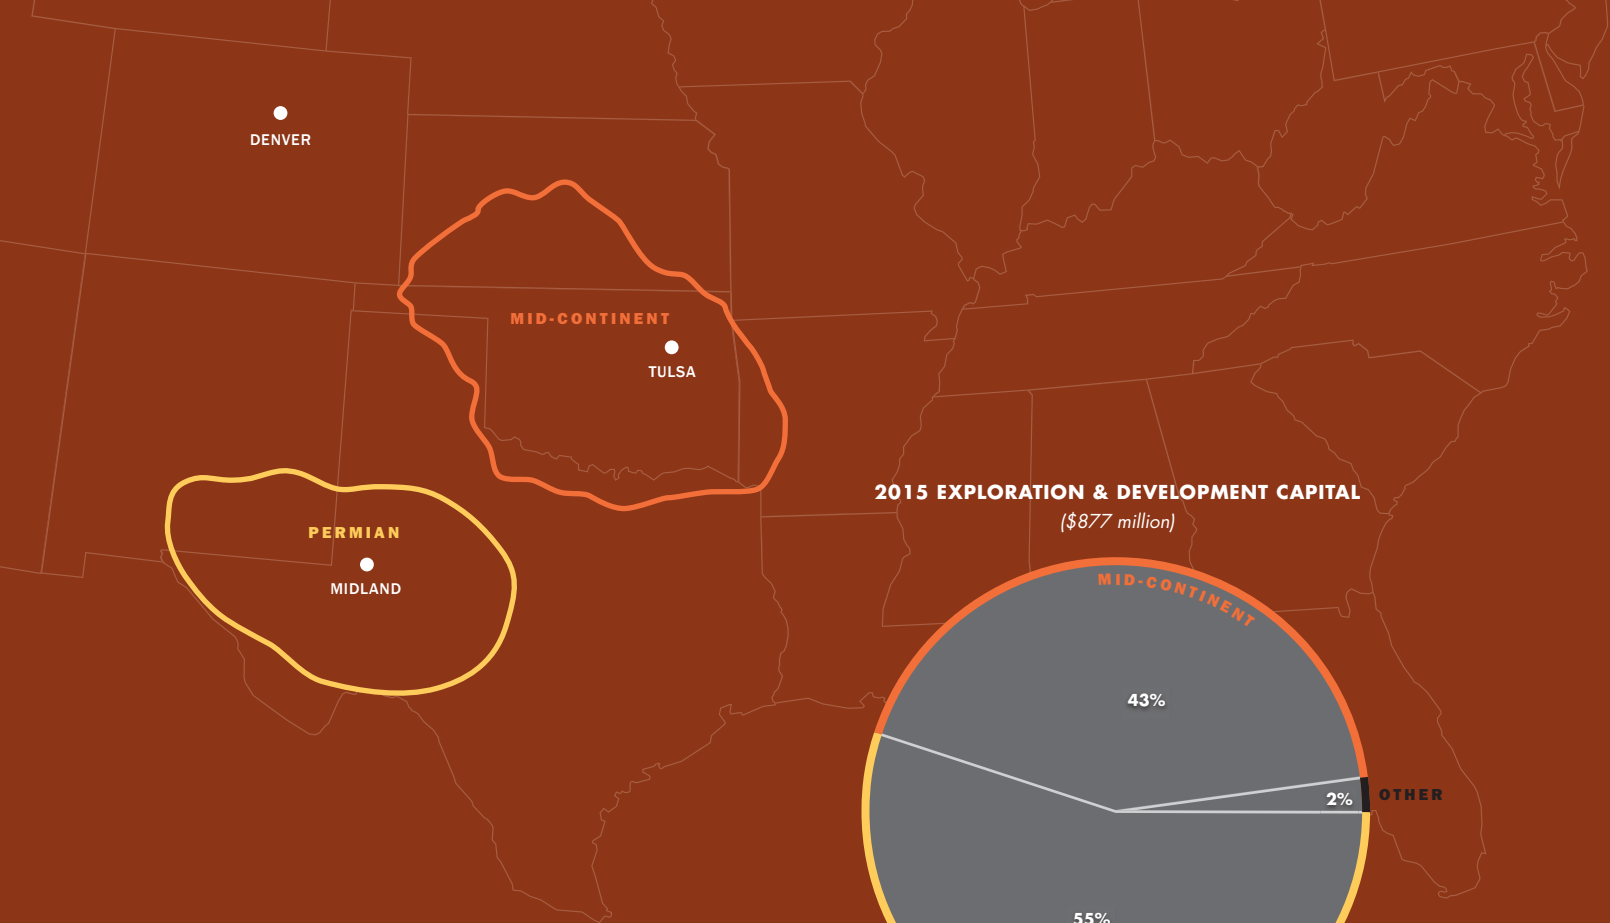 DENVER
MID-CONTINENT
TULSA
PERMIAN
MIDLAND
2015 EXPLORATION & DEVELOPMENT CAPITAL
($877 million)
MID-CONTINENT
43%
2%
OTHER
55%